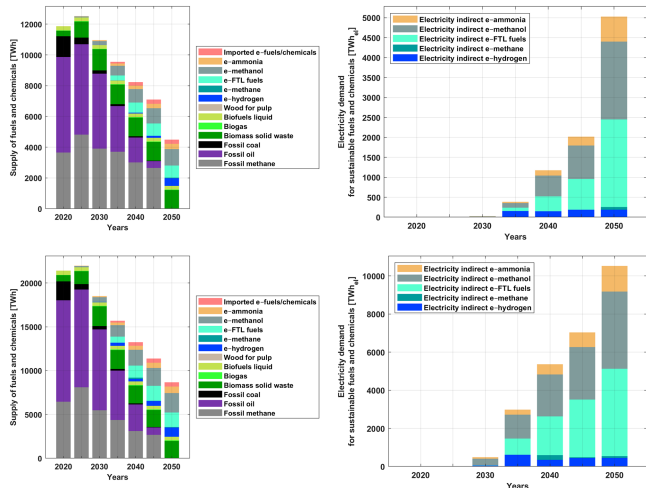 12000
10000
8000
6000
4000
2000
0
Supply of fuels and chemicals [TWh]
2020
2030
2040
2050
Years
Imported e−fuels/chemicals
e−ammonia
e−methanol
e−FTL fuels
e−methane
e−hydrogen
Wood for pulp
Biofuels liquid
Biogas
Biomass solid waste
Fossil coal
Fossil oil
Fossil methane
5000
4500
4000
3500
3000
2500
2000
1500
1000
500
0
Electricity demand
for sustainable fuels and chemicals [TWhel]
2020
2030
2040
2050
Years
Electricity indirect e−ammonia
Electricity indirect e−methanol
Electricity indirect e−FTL fuels
Electricity indirect e−methane
Electricity indirect e−hydrogen
20000
15000
10000
5000
0
Supply of fuels and chemicals [TWh]
2020
2030
2040
2050
Years
Imported e−fuels/chemicals
e−ammonia
e−methanol
e−FTL fuels
e−methane
e−hydrogen
Wood for pulp
Biofuels liquid
Biogas
Biomass solid waste
Fossil coal
Fossil oil
Fossil methane
10000
8000
6000
4000
2000
0
Electricity demand
for sustainable fuels and chemicals [TWhel]
2020
2030
2040
2050
Years
Electricity indirect e−ammonia
Electricity indirect e−methanol
Electricity indirect e−FTL fuels
Electricity indirect e−methane
Electricity indirect e−hydrogen